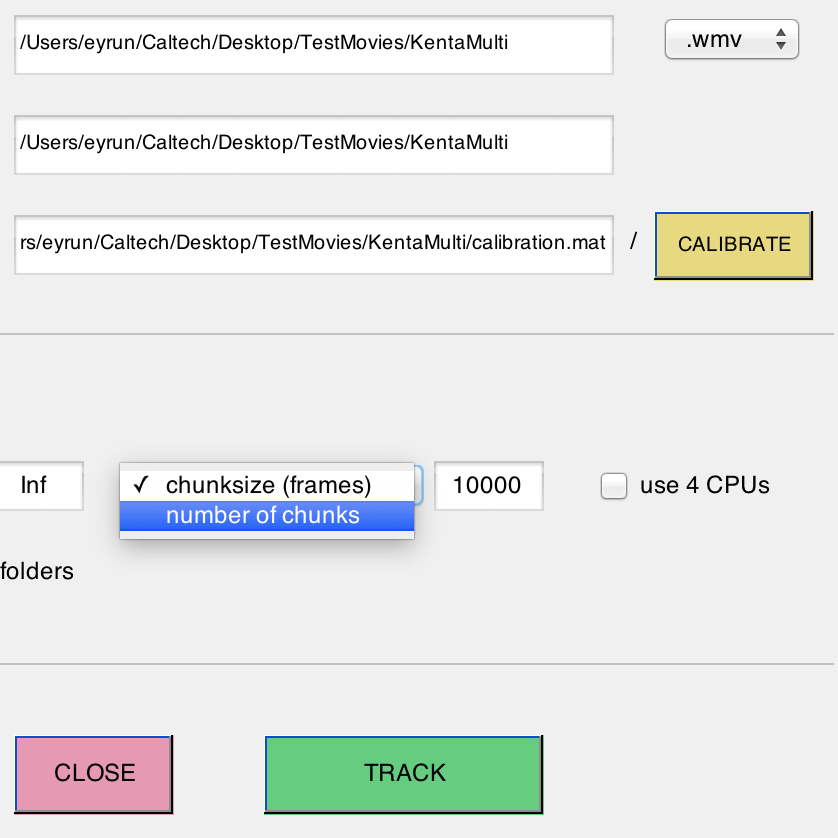 /Users/eyrun/Caltech/Desktop/TestMovies/KentaMulti
.wmv
/Users/eyrun/Caltech/Desktop/TestMovies/KentaMulti
rs/eyrun/Caltech/Desktop/TestMovies/KentaMulti/calibration.mat / CALIBRATE
Inf ✓ chunksize (frames) 10000 use 4 CPUs
number of chunks
folders
CLOSE TRACK